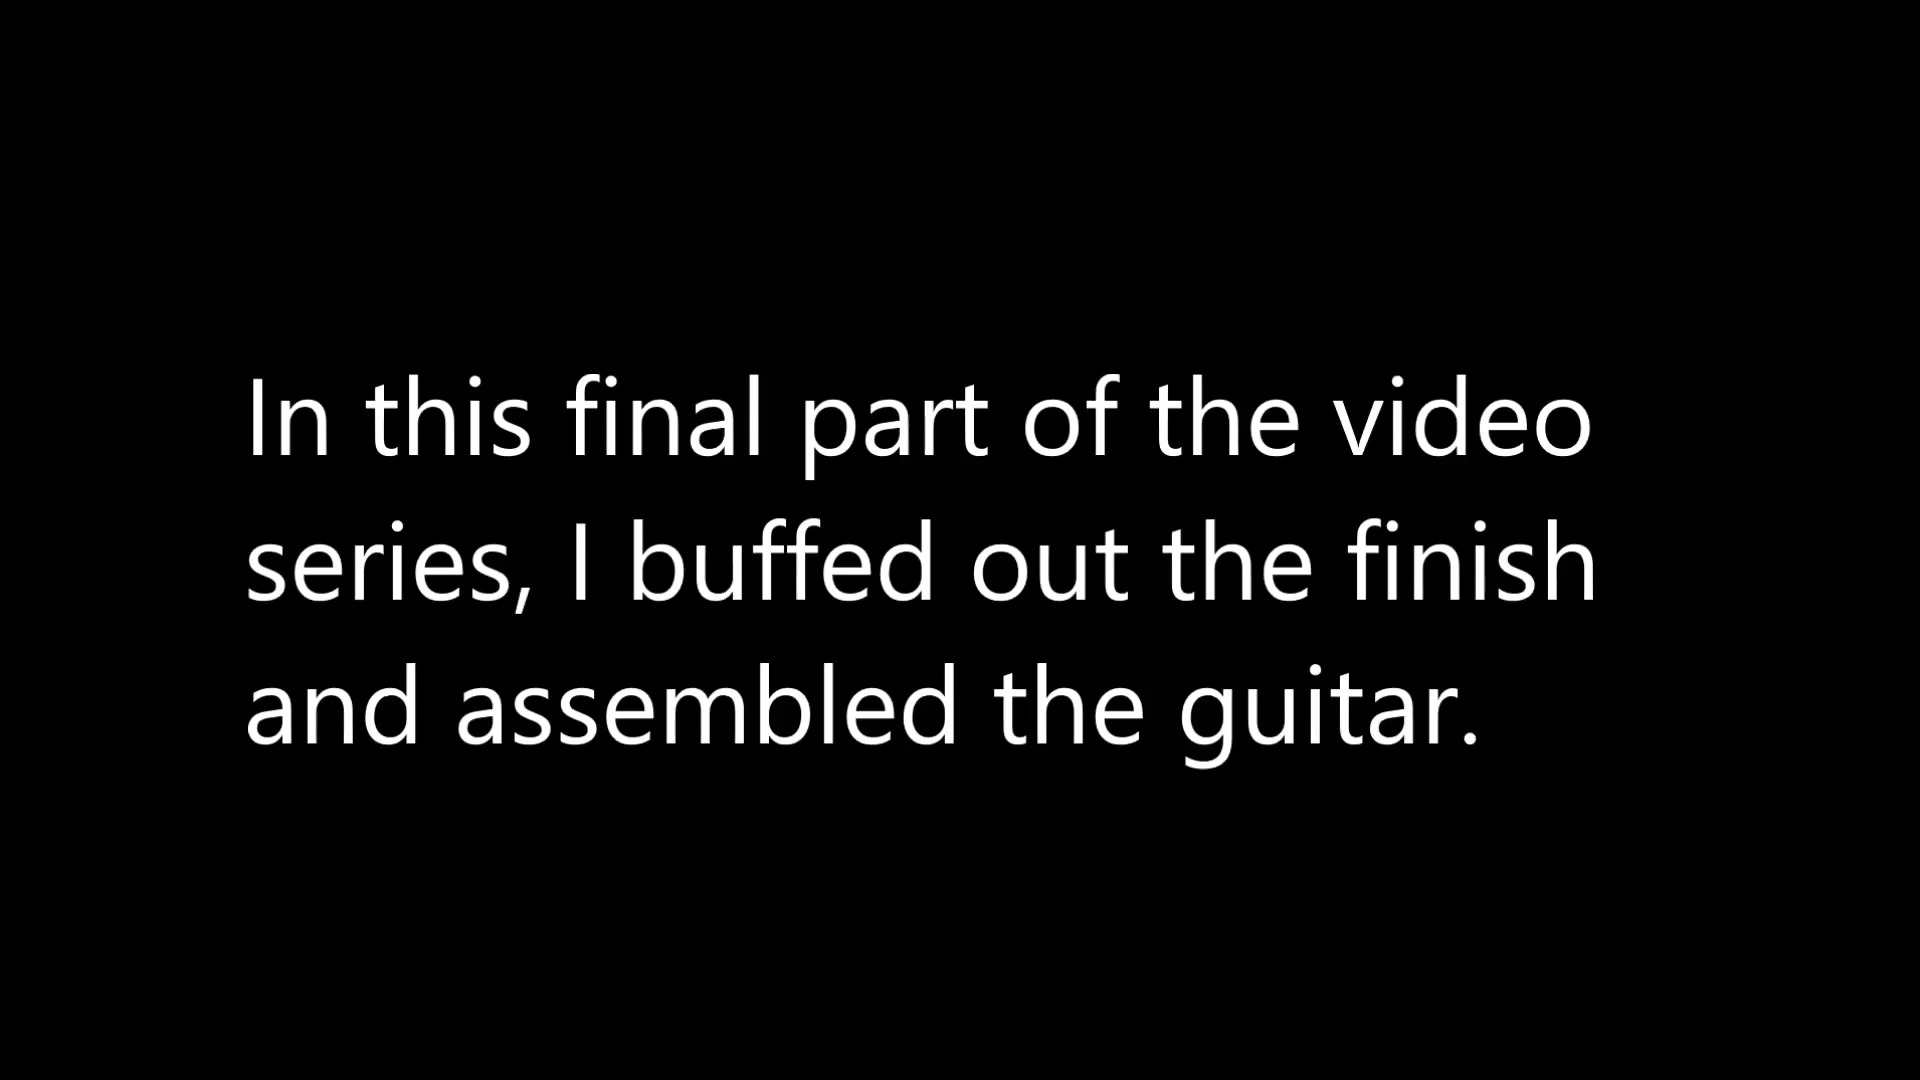 In this final part of the video
series, I buffed out the finish
and assembled the guitar.